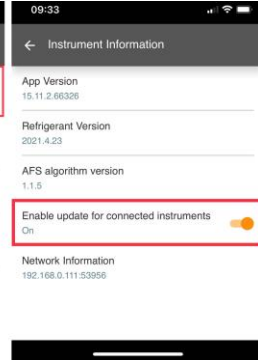 09:33
← Instrument Information
App Version
15.11.2.66326
Refrigerant Version
2021.4.23
AFS algorithm version
1.1.5
Enable update for connected instruments
On
Network Information
192.168.0.111:53956